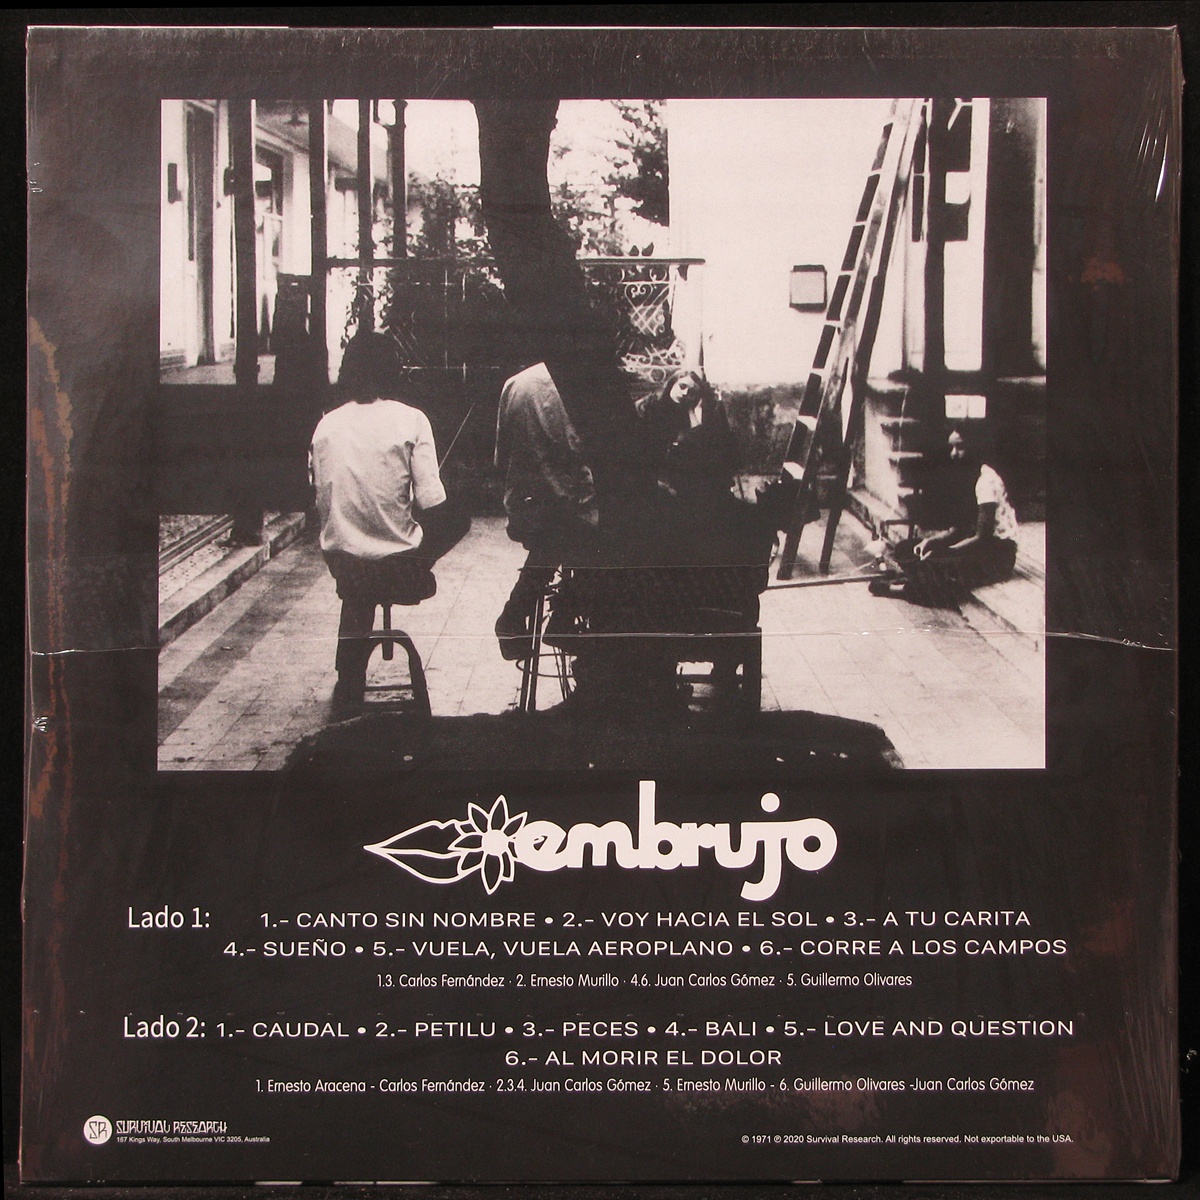 embrujo
Lado 1: 1.- CANTO SIN NOMBRE • 2.- VOY HACIA EL SOL • 3.- A TU CARITA
4.- SUEÑO • 5.- VUELA, VUELA AEROPLANO • 6.- CORRE A LOS CAMPOS
1.3. Carlos Fernández · 2. Ernesto Murillo · 4.6. Juan Carlos Gómez · 5. Guillermo Olivares
Lado 2: 1.- CAUDAL • 2.- PETILU • 3.- PECES • 4.- BALI • 5.- LOVE AND QUESTION
6.- AL MORIR EL DOLOR
1. Ernesto Aracena - Carlos Fernández · 2.3.4. Juan Carlos Gómez · 5. Ernesto Murillo - 6. Guillermo Olivares -Juan Carlos Gómez
SR SURVIVAL RESEARCH
167 Kings Way, South Melbourne VIC 3205, Australia
© 1971 ℗ 2020 Survival Research. All rights reserved. Not exportable to the USA.